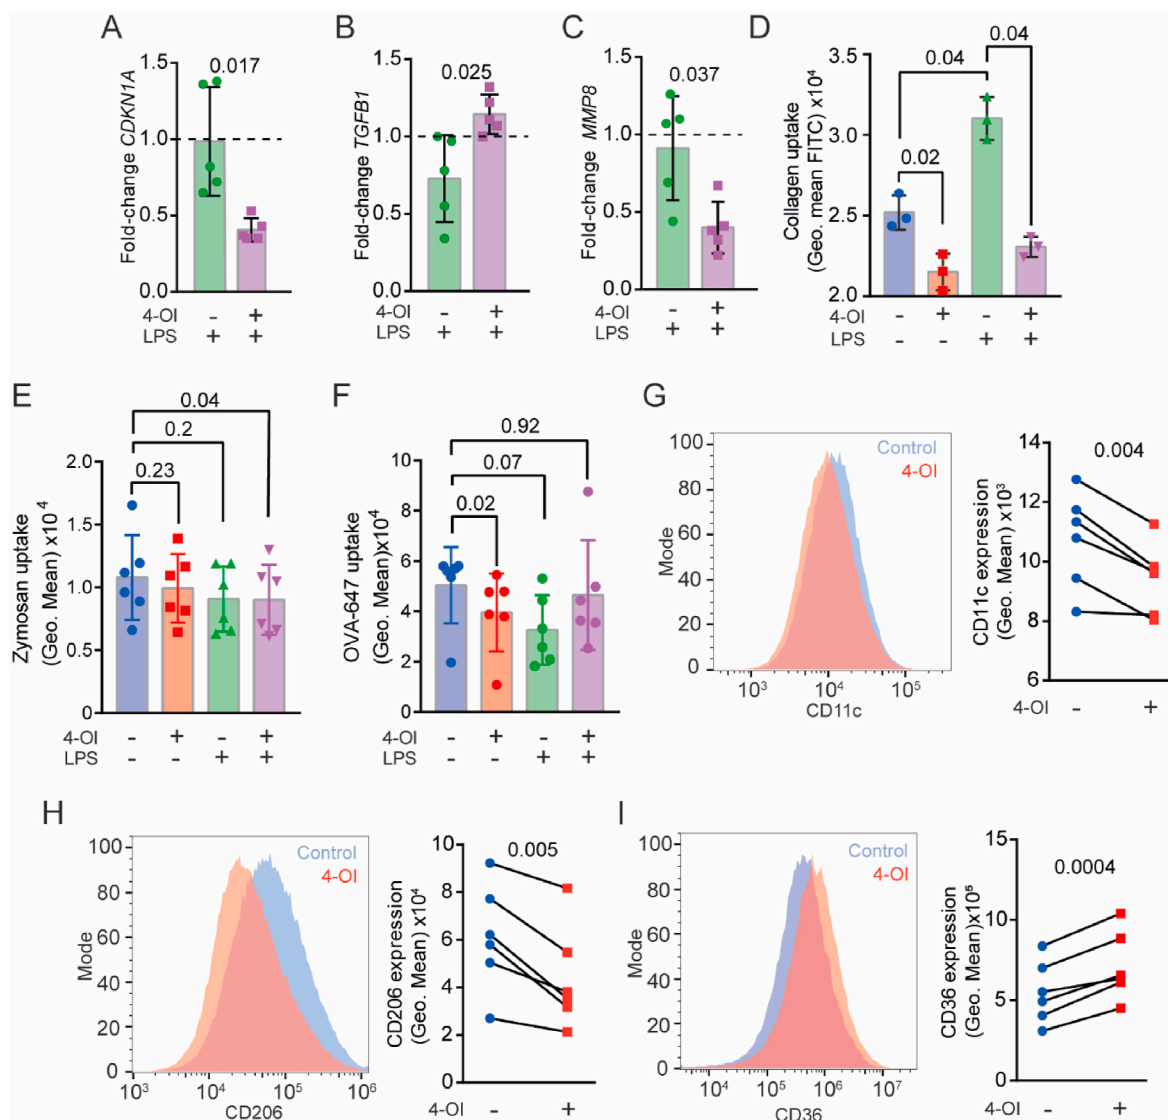 A
Fold-change CDKN1A
1.5
1.0
0.5
0.0
0.017
4-OI - +
LPS + +
B
Fold-change TGFB1
1.5
1.0
0.5
0.0
0.025
4-OI - +
LPS + +
C
Fold-change MMP8
1.5
1.0
0.5
0.0
0.037
4-OI - +
LPS + +
D
Collagen uptake
(Geo. mean FITC) x10⁴
3.5
3.0
2.5
2.0
0.04
0.04
0.02
4-OI - + - +
LPS - - + +
E
Zymosan uptake
(Geo. Mean) x10⁴
2.0
1.5
1.0
0.5
0
0.04
0.2
0.23
4-OI - + - +
LPS - - + +
F
OVA-647 uptake
(Geo. Mean)x10⁴
10
8
6
4
2
0
0.92
0.07
0.02
4-OI - + - +
LPS - - + +
G
Mode
100
80
60
40
20
0
Control
4-OI
10³ 10⁴ 10⁵
CD11c
CD11c expression
(Geo. Mean) x10³
14
12
10
8
6
0.004
4-OI - +
H
Mode
100
80
60
40
20
0
Control
4-OI
10³ 10⁴ 10⁵ 10⁶
CD206
CD206 expression
(Geo. Mean) x10⁴
10
8
6
4
2
0
0.005
4-OI - +
I
Mode
100
80
60
40
20
0
Control
4-OI
10⁴ 10⁵ 10⁶ 10⁷
CD36
CD36 expression
(Geo. Mean)x10⁵
15
10
5
0
0.0004
4-OI - +